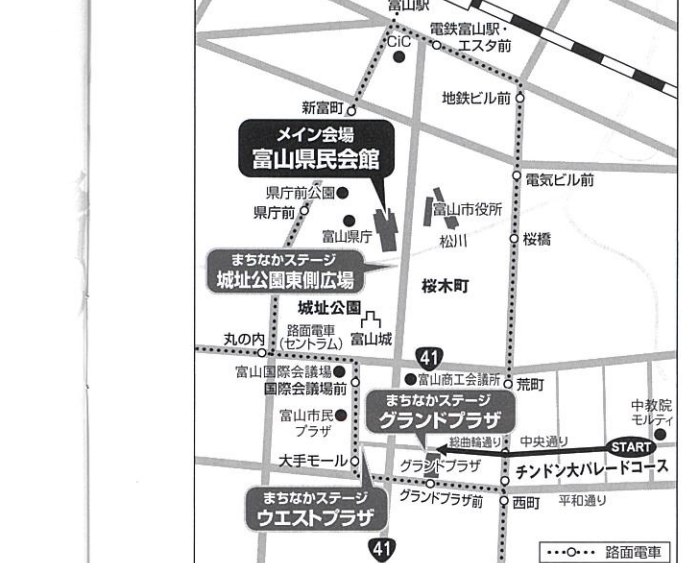 富山駅
電鉄富山駅・
エスタ前
CiC
地鉄ビル前
新富町
メイン会場
富山県民会館
電気ビル前
県庁前公園
県庁前
富山市役所
富山県庁
松川
桜橋
まちなかステージ
城址公園東側広場
桜木町
城址公園
丸の内
路面電車
(セントラム)
富山城
41
富山国際会議場
国際会議場前
富山商工会議所
荒町
まちなかステージ
グランドプラザ
富山市民
プラザ
中教院
モルティ
総曲輪通り
中央通り
START
大手モール
グランドプラザ
チンドン大パレードコース
グランドプラザ前
西町
平和通り
まちなかステージ
ウエストプラザ
41
路面電車